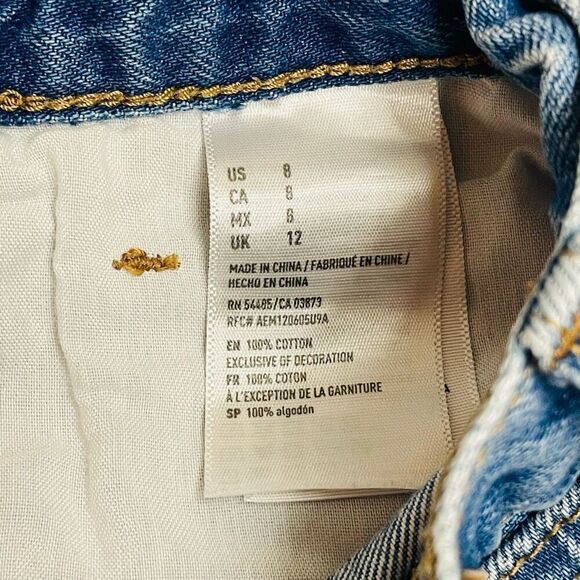 US 8
CA 8
MX 8
UK 12
MADE IN CHINA / FABRIQUÉ EN CHINE /
HECHO EN CHINA
RN 54485/CA 03873
RFC# AEM120605U9A
EN 100% COTTON
EXCLUSIVE OF DECORATION
FR 100% COTON
À L'EXCEPTION DE LA GARNITURE
SP 100% algodón